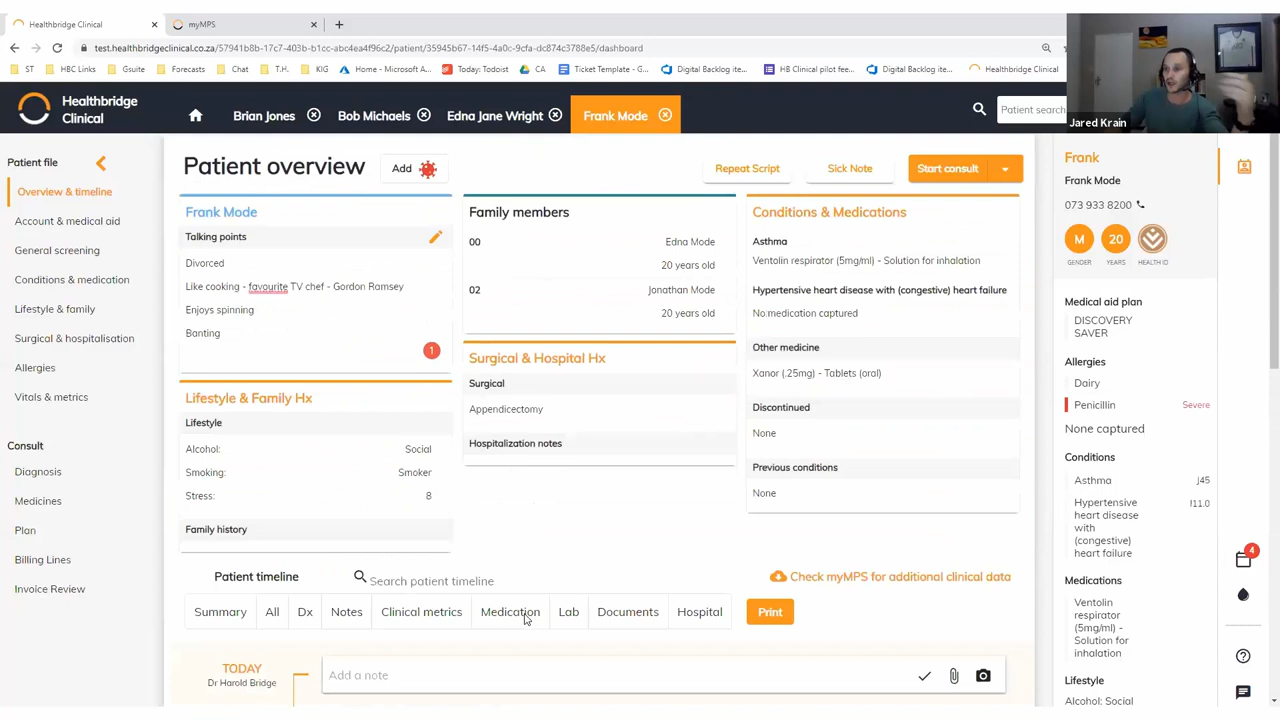 Healthbridge Clinical
myMPS
test.healthbridgeclinical.co.za/57941b8b-17c7-403b-b1cc-abc4ea4f96c2/patient/35945b67-14f5-4a0c-9cfa-dc874c3788e5/dashboard
ST HBC Links Gsuite Forecasts Chat T.H. KIG Home - Microsoft A... Today: Todoist CA Ticket Template - G... Digital Backlog ite... HB Clinical pilot fee... Digital Backlog ite... Healthbridge Clinical
Jared Krain
Healthbridge
Clinical
Brian Jones
Bob Michaels
Edna Jane Wright
Frank Mode
Patient search
Patient file
Overview & timeline
Account & medical aid
General screening
Conditions & medication
Lifestyle & family
Surgical & hospitalisation
Allergies
Vitals & metrics
Consult
Diagnosis
Medicines
Plan
Billing Lines
Invoice Review
Patient overview
Add
Repeat Script
Sick Note
Start consult
Frank Mode
Talking points
Divorced
Like cooking - favourite TV chef - Gordon Ramsey
Enjoys spinning
Banting
1
Lifestyle & Family Hx
Lifestyle
Alcohol: Social
Smoking: Smoker
Stress: 8
Family history
Family members
00 Edna Mode
20 years old
02 Jonathan Mode
20 years old
Surgical & Hospital Hx
Surgical
Appendicectomy
Hospitalization notes
Conditions & Medications
Asthma
Ventolin respirator (5mg/ml) - Solution for inhalation
Hypertensive heart disease with (congestive) heart failure
No medication captured
Other medicine
Xanor (.25mg) - Tablets (oral)
Discontinued
None
Previous conditions
None
Patient timeline
Search patient timeline
Check myMPS for additional clinical data
Summary
All
Dx
Notes
Clinical metrics
Medication
Lab
Documents
Hospital
Print
TODAY
Dr Harold Bridge
Add a note
Frank
Frank Mode
073 933 8200
M
20
GENDER
YEARS
HEALTH ID
Medical aid plan
DISCOVERY
SAVER
Allergies
Dairy
Penicillin Severe
None captured
Conditions
Asthma J45
Hypertensive I11.0
heart disease
with
(congestive)
heart failure
Medications
Ventolin
respirator
(5mg/ml) -
Solution for
inhalation
Lifestyle
Alcohol: Social
4